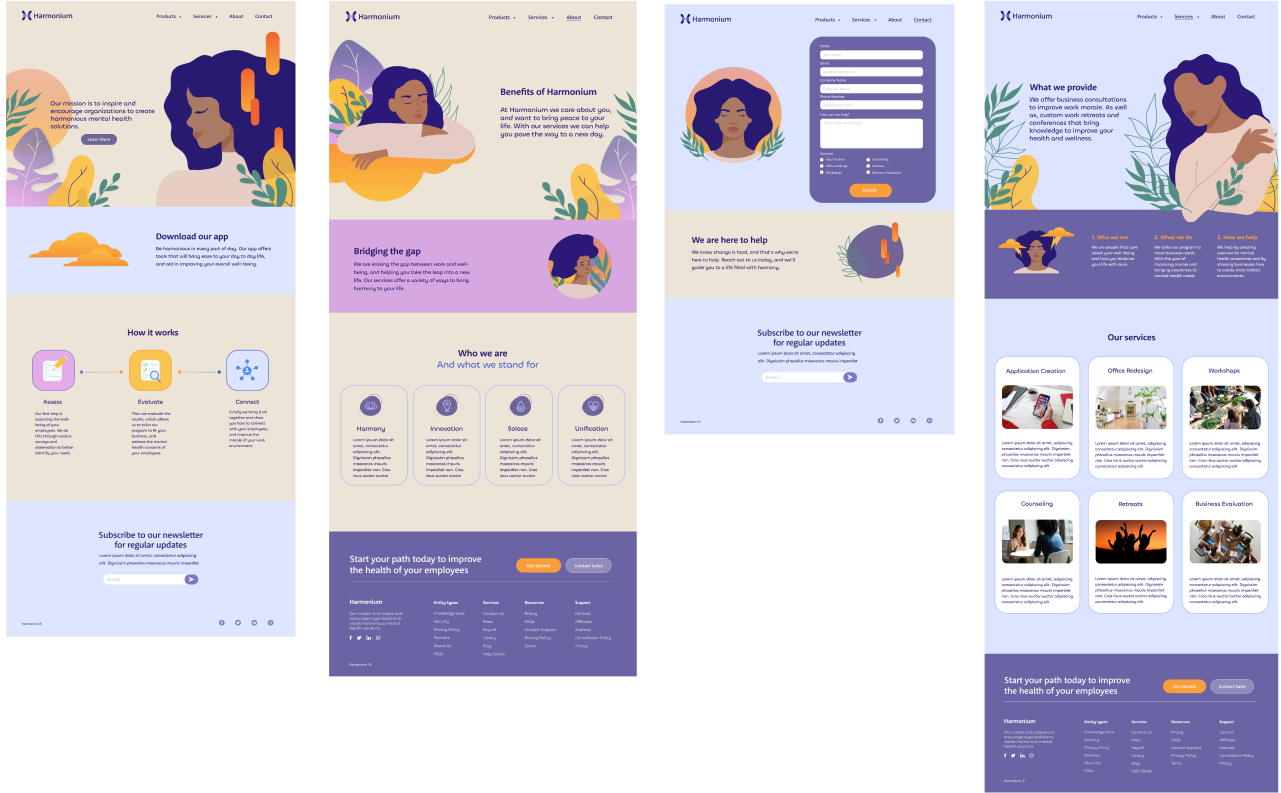 Harmonium
Products
Services
About
Contact
Our mission is to inspire and
encourage organizations to create
harmonious mental health
solutions.
Learn More
Download our app
Be harmonious in every part of day. Our app offers
tools that will bring ease to your day to day life,
and aid in improving your overall well-being.
How it works
Assess
Our first step is
assessing the well-
being of your
employees. We do
this through various
surveys and
observation to better
identify your needs.
Evaluate
Then we evaluate the
results, which allows
us to tailor our
program to fit your
business, and
address the mental
health concerns of
your employees.
Connect
Finally we bring it all
together and show
you how to connect
with your employees,
and improve the
morale of your work
environment.
Subscribe to our newsletter
for regular updates
Lorem ipsum dolor sit amet, consectetur adipiscing
elit. Dignissim phasellus maecenas mauris imperdiet
Email
Harmonium ©
Harmonium
Products
Services
About
Contact
Benefits of Harmonium
At Harmonium we care about you,
and want to bring peace to your
life. With our services we can help
you pave the way to a new day.
Bridging the gap
We are erasing the gap between work and well-
being, and helping you take the leap into a new
life. Our services offer a variety of ways to bring
harmony to your life.
Who we are
And what we stand for
Harmony
Lorem ipsum dolor sit
amet, consectetur
adipiscing elit.
Dignissim phasellus
maecenas mauris
imperdiet non. Cras
risus auctor auctor
Innovation
Lorem ipsum dolor sit
amet, consectetur
adipiscing elit.
Dignissim phasellus
maecenas mauris
imperdiet non. Cras
risus auctor auctor
Solace
Lorem ipsum dolor sit
amet, consectetur
adipiscing elit.
Dignissim phasellus
maecenas mauris
imperdiet non. Cras
risus auctor auctor
Unification
Lorem ipsum dolor sit
amet, consectetur
adipiscing elit.
Dignissim phasellus
maecenas mauris
imperdiet non. Cras
risus auctor auctor
Start your path today to improve
the health of your employees
Get Started
Contact Sales
Harmonium
Our mission is to inspire and
encourage organizations to
create harmonious mental
health solutions.
Entity types
Knowledge base
Security
Privacy Policy
Partners
About Us
FAQs
Services
Contact Us
Press
Payroll
Library
Blog
Help Center
Resources
Pricing
FAQs
Contact Support
Privacy Policy
Terms
Support
Contact
Affiliates
Sitemap
Cancellation Policy
Pricing
Harmonium ©
Harmonium
Products
Services
About
Contact
Name
Email
Company Name
Company Name
Phone Number
How can we help?
Services
App Creation
Counseling
Office Redesign
Retreats
Workshops
Business Evaluation
Submit
We are here to help
We know change is hard, and that's why we're
here to help. Reach out to us today, and we'll
guide you to a life filled with harmony.
Subscribe to our newsletter
for regular updates
Lorem ipsum dolor sit amet, consectetur adipiscing
elit. Dignissim phasellus maecenas mauris imperdiet
Email
Harmonium ©
Harmonium
Products
Services
About
Contact
What we provide
We offer business consultations
to improve work morale. As well
as, custom work retreats and
conferences that bring
knowledge to improve your
health and wellness.
1. Who we are
We are people that care
about your well-being
and how you balance
your life with work.
2. What we do
We tailor our program to
meet business needs.
With the goal of
improving morale and
bringing awareness to
mental health issues.
3. How we help
We help by creating
avenues for mental
health awareness and by
sharing businesses how
to create more holistic
environments.
Our services
Application Creation
Lorem ipsum dolor sit amet,
consectetur adipiscing elit. Dignissim
phasellus maecenas mauris imperdiet
non. Cras risus auctor auctor adipiscing
consectetur adipiscing elit
Office Redesign
Lorem ipsum dolor sit amet,
consectetur adipiscing elit. Dignissim
phasellus maecenas mauris imperdiet
non. Cras risus auctor auctor adipiscing
consectetur adipiscing elit
Workshops
Lorem ipsum dolor sit amet,
consectetur adipiscing elit. Dignissim
phasellus maecenas mauris imperdiet
non. Cras risus auctor auctor adipiscing
consectetur adipiscing elit
Counseling
Lorem ipsum dolor sit amet,
consectetur adipiscing elit. Dignissim
phasellus maecenas mauris imperdiet
non. Cras risus auctor auctor adipiscing
consectetur adipiscing elit
Retreats
Lorem ipsum dolor sit amet,
consectetur adipiscing elit. Dignissim
phasellus maecenas mauris imperdiet
non. Cras risus auctor auctor adipiscing
consectetur adipiscing elit
Business Evaluation
Lorem ipsum dolor sit amet,
consectetur adipiscing elit. Dignissim
phasellus maecenas mauris imperdiet
non. Cras risus auctor auctor adipiscing
consectetur adipiscing elit
Start your path today to improve
the health of your employees
Get Started
Contact Sales
Harmonium
Our mission is to inspire and
encourage organizations to
create harmonious mental
health solutions.
Entity types
Knowledge base
Security
Privacy Policy
Partners
About Us
FAQs
Services
Contact Us
Press
Payroll
Library
Blog
Help Center
Resources
Pricing
FAQs
Contact Support
Privacy Policy
Terms
Support
Contact
Affiliates
Sitemap
Cancellation Policy
Pricing
Harmonium ©